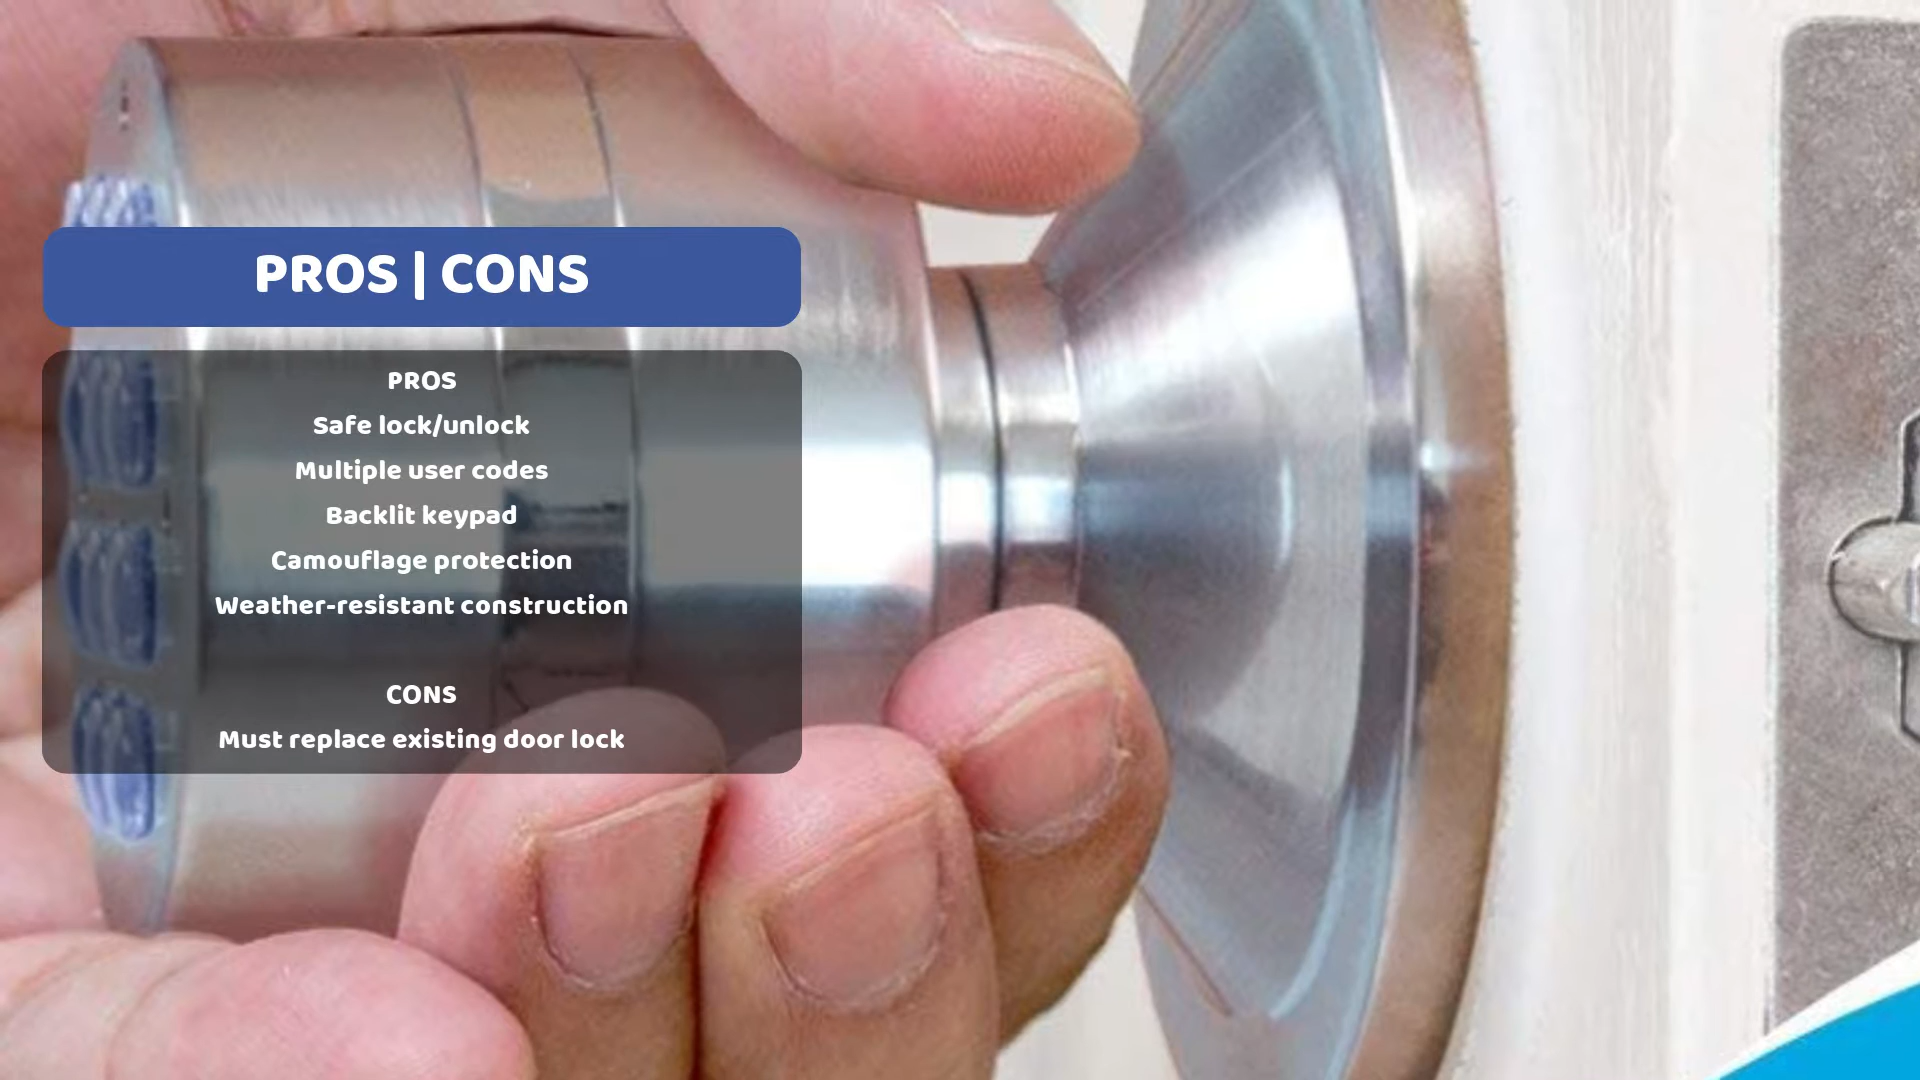 PROS | CONS
PROS
Safe lock/unlock
Multiple user codes
Backlit keypad
Camouflage protection
Weather-resistant construction
CONS
Must replace existing door lock